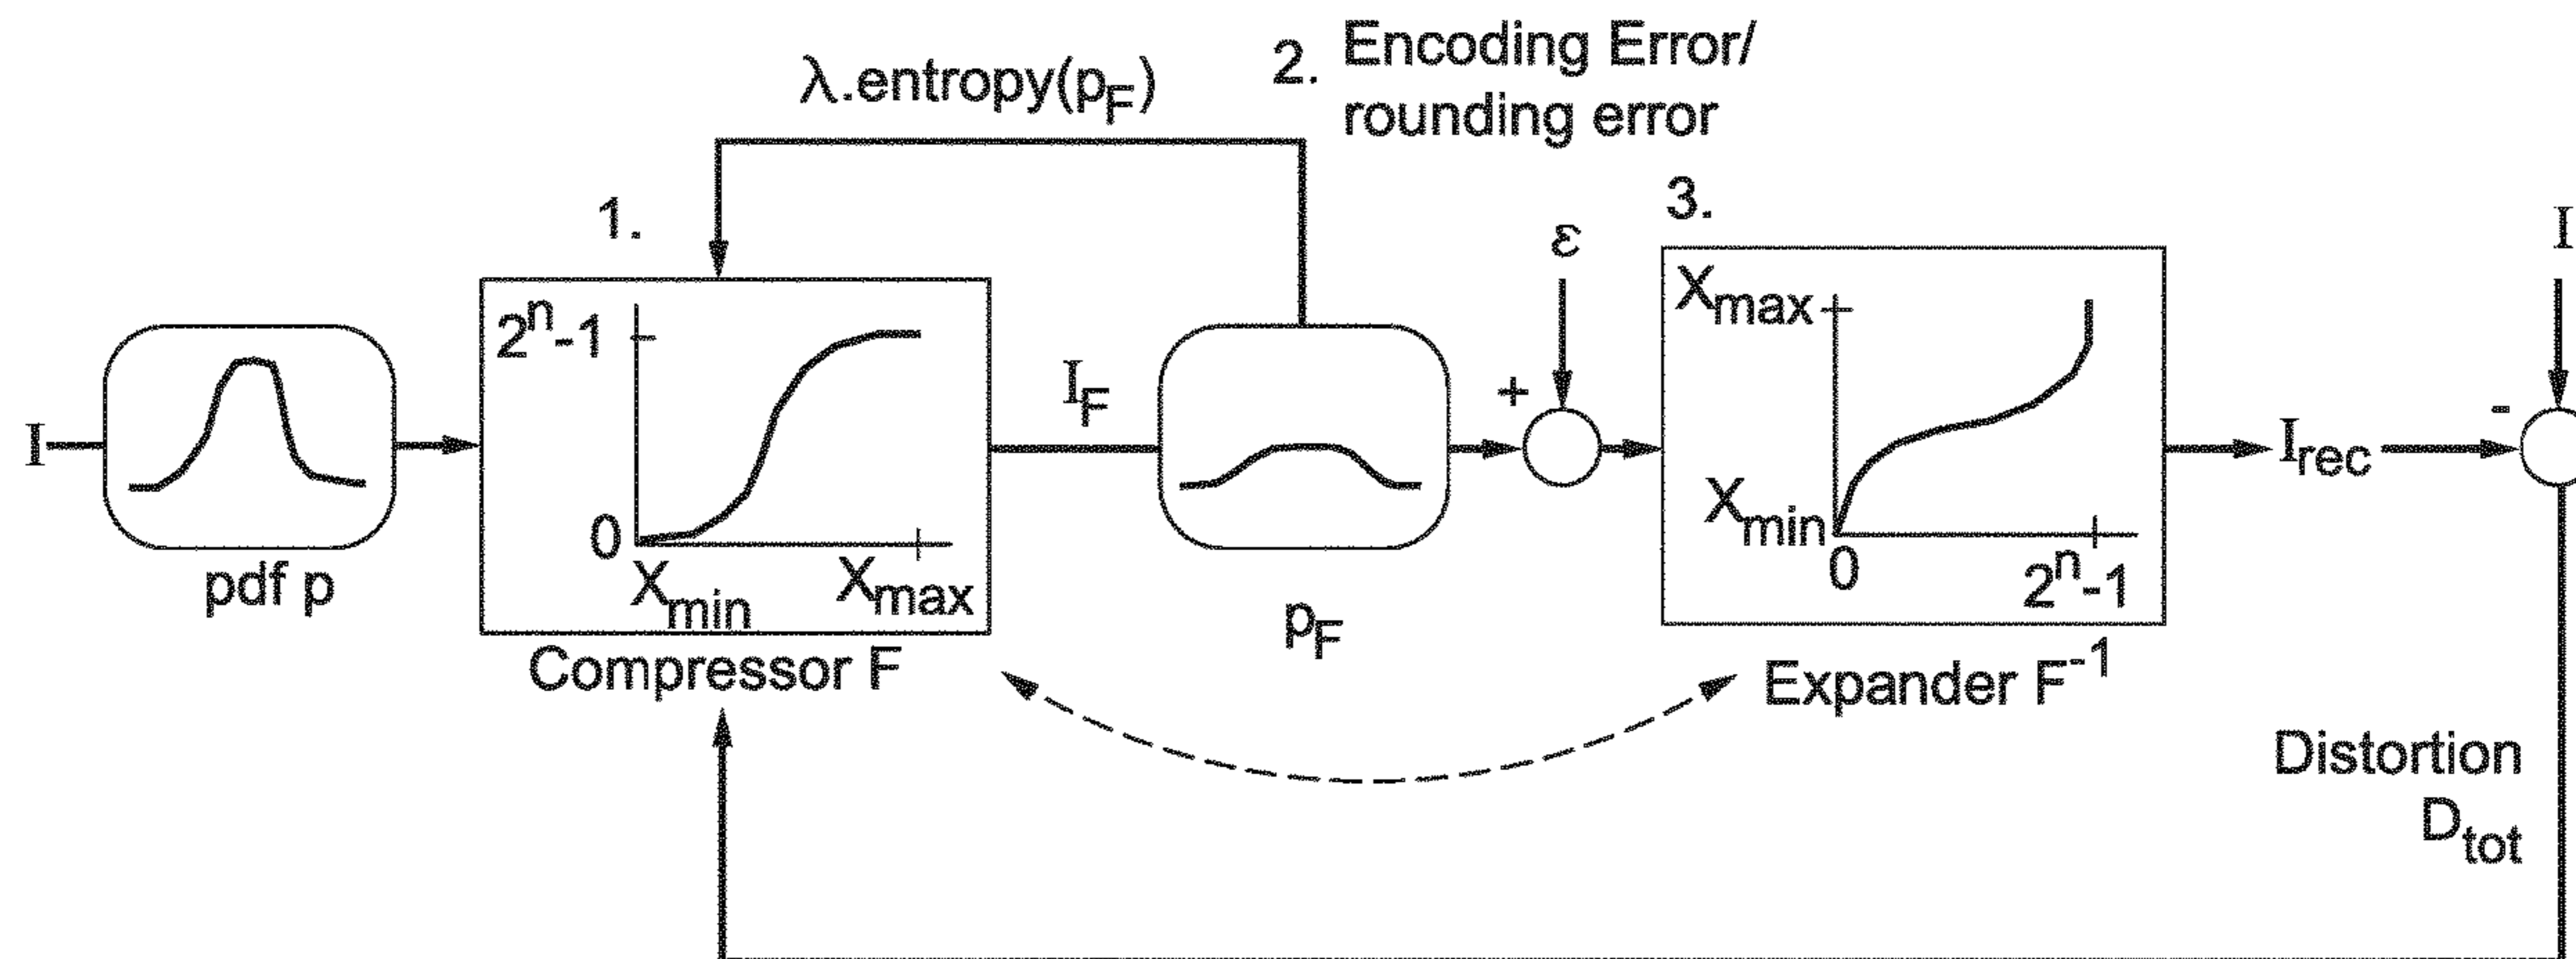 2. Encoding Error/
rounding error
λ.entropy(pF)
1.
3.
ε
I
2ⁿ-1
0
Xmin
Xmax
Compressor F
I
pdf p
IF
pF
+
Xmax
Xmin
0
2ⁿ-1
Expander F⁻¹
Irec
-
Distortion
Dtot